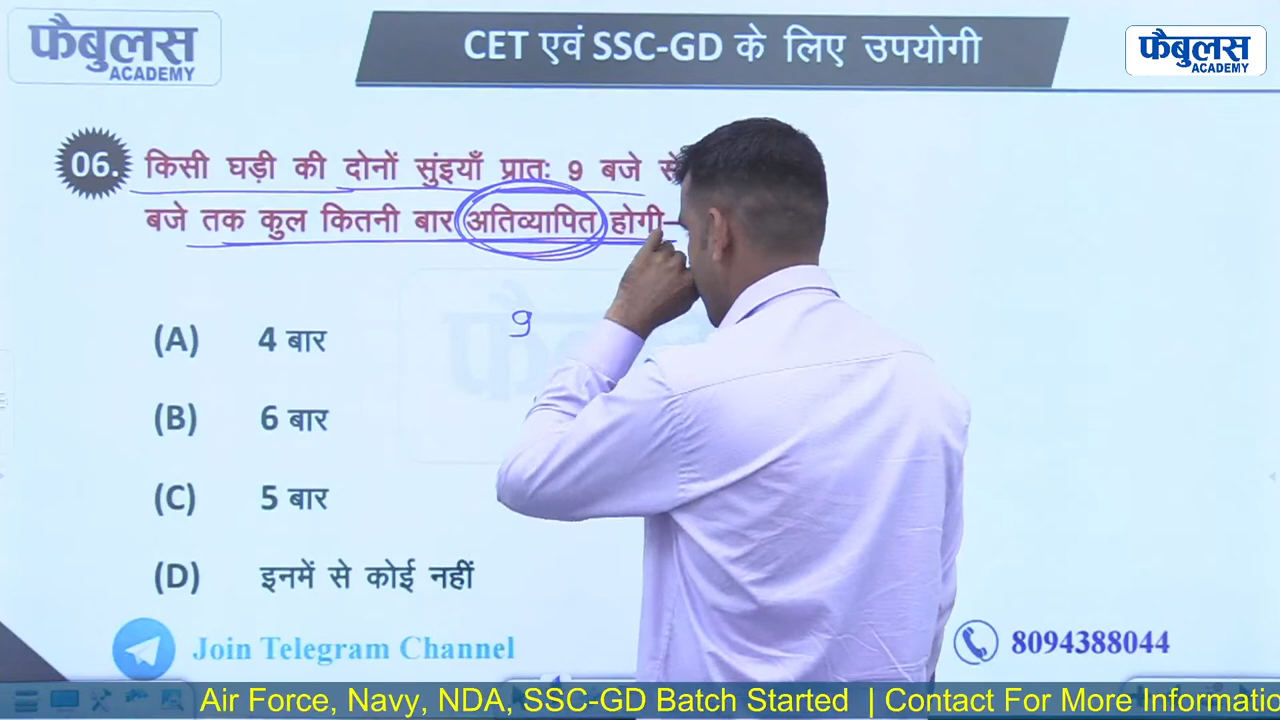 फैबुलस
ACADEMY
CET एवं SSC-GD के लिए उपयोगी
फैबुलस
ACADEMY
06. किसी घड़ी की दोनों सुंइयाँ प्रातः 9 बजे से
बजे तक कुल कितनी बार अतिव्यापित होगी–
9
(A) 4 बार
(B) 6 बार
(C) 5 बार
(D) इनमें से कोई नहीं
Join Telegram Channel
8094388044
Air Force, Navy, NDA, SSC-GD Batch Started | Contact For More